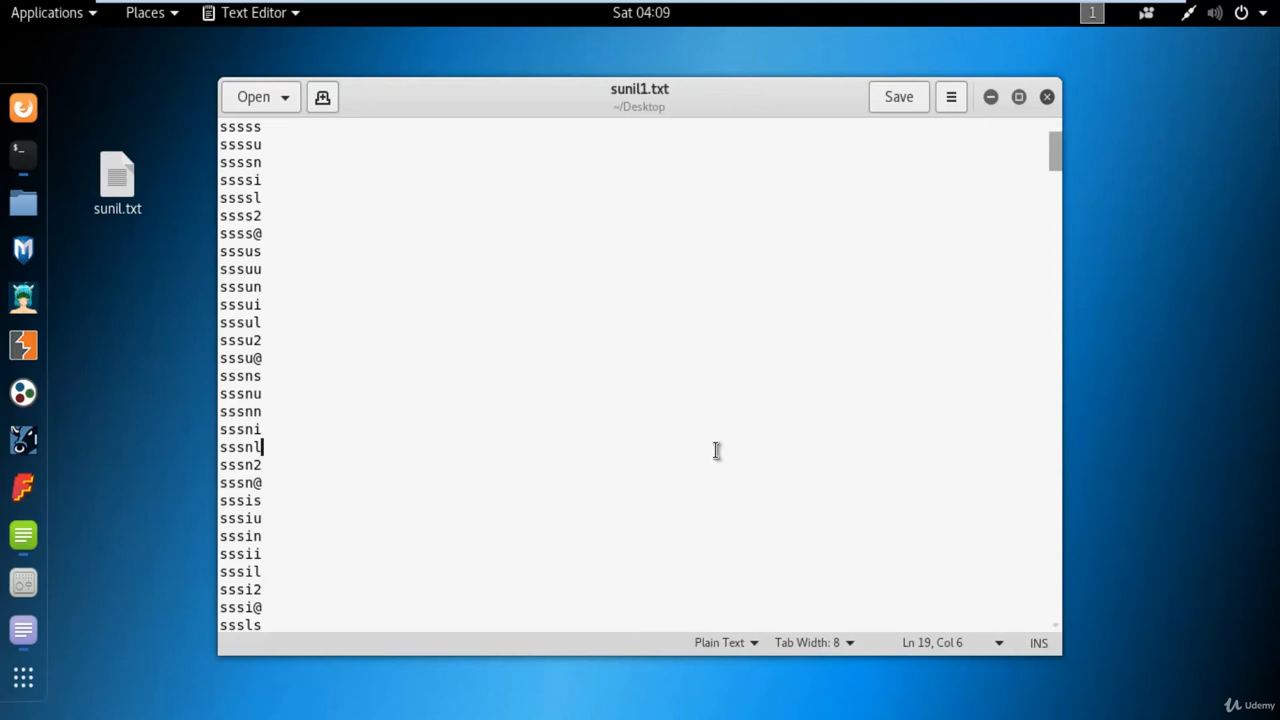 Applications
Places
Text Editor
Sat 04:09
1
sunil.txt
Open
sunil1.txt
~/Desktop
Save
sssss
ssssu
ssssn
ssssi
ssssl
ssss2
ssss@
sssus
sssuu
sssun
sssui
sssul
sssu2
sssu@
sssns
sssnu
sssnn
sssni
sssnl
sssn2
sssn@
sssis
sssiu
sssin
sssii
sssil
sssi2
sssi@
sssls
Plain Text
Tab Width: 8
Ln 19, Col 6
INS
Udemy